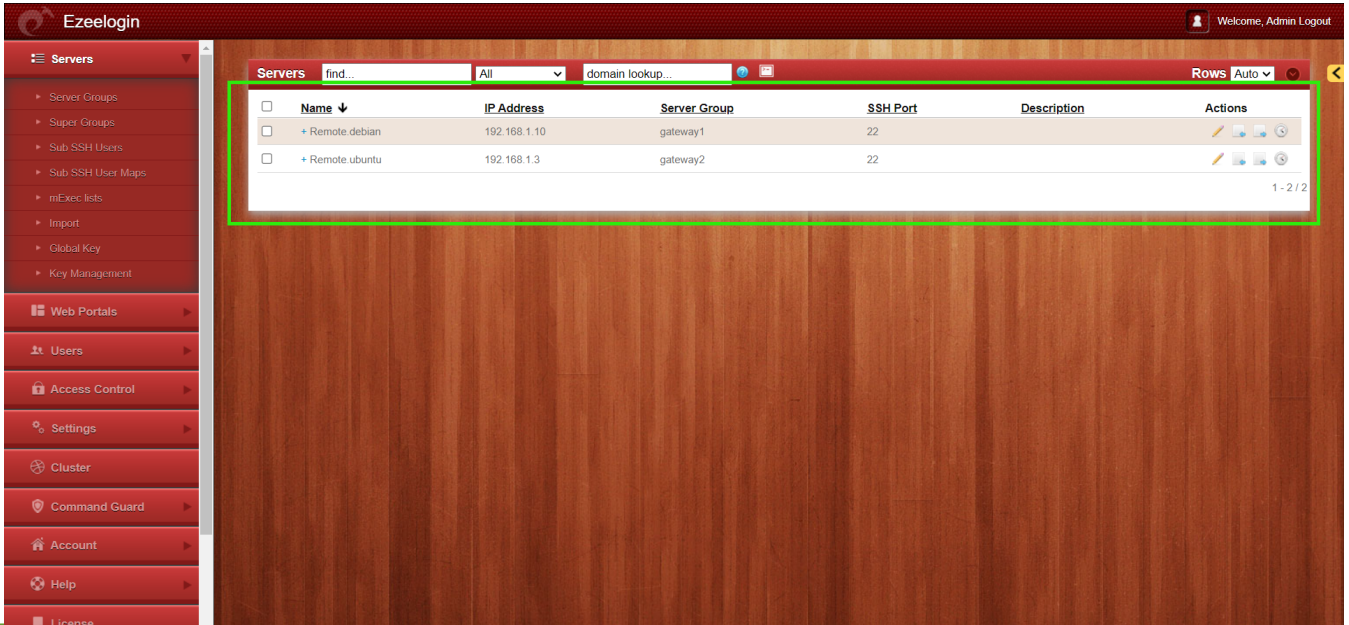 Ezeelogin
Welcome, Admin Logout
Servers
Server Groups
Super Groups
Sub SSH Users
Sub SSH User Maps
mExec lists
Import
Global Key
Key Management
Web Portals
Users
Access Control
Settings
Cluster
Command Guard
Account
Help
License
Servers find... All domain lookup... Rows Auto
Name IP Address Server Group SSH Port Description Actions
+ Remote.debian 192.168.1.10 gateway1 22
+ Remote.ubuntu 192.168.1.3 gateway2 22
1 - 2 / 2